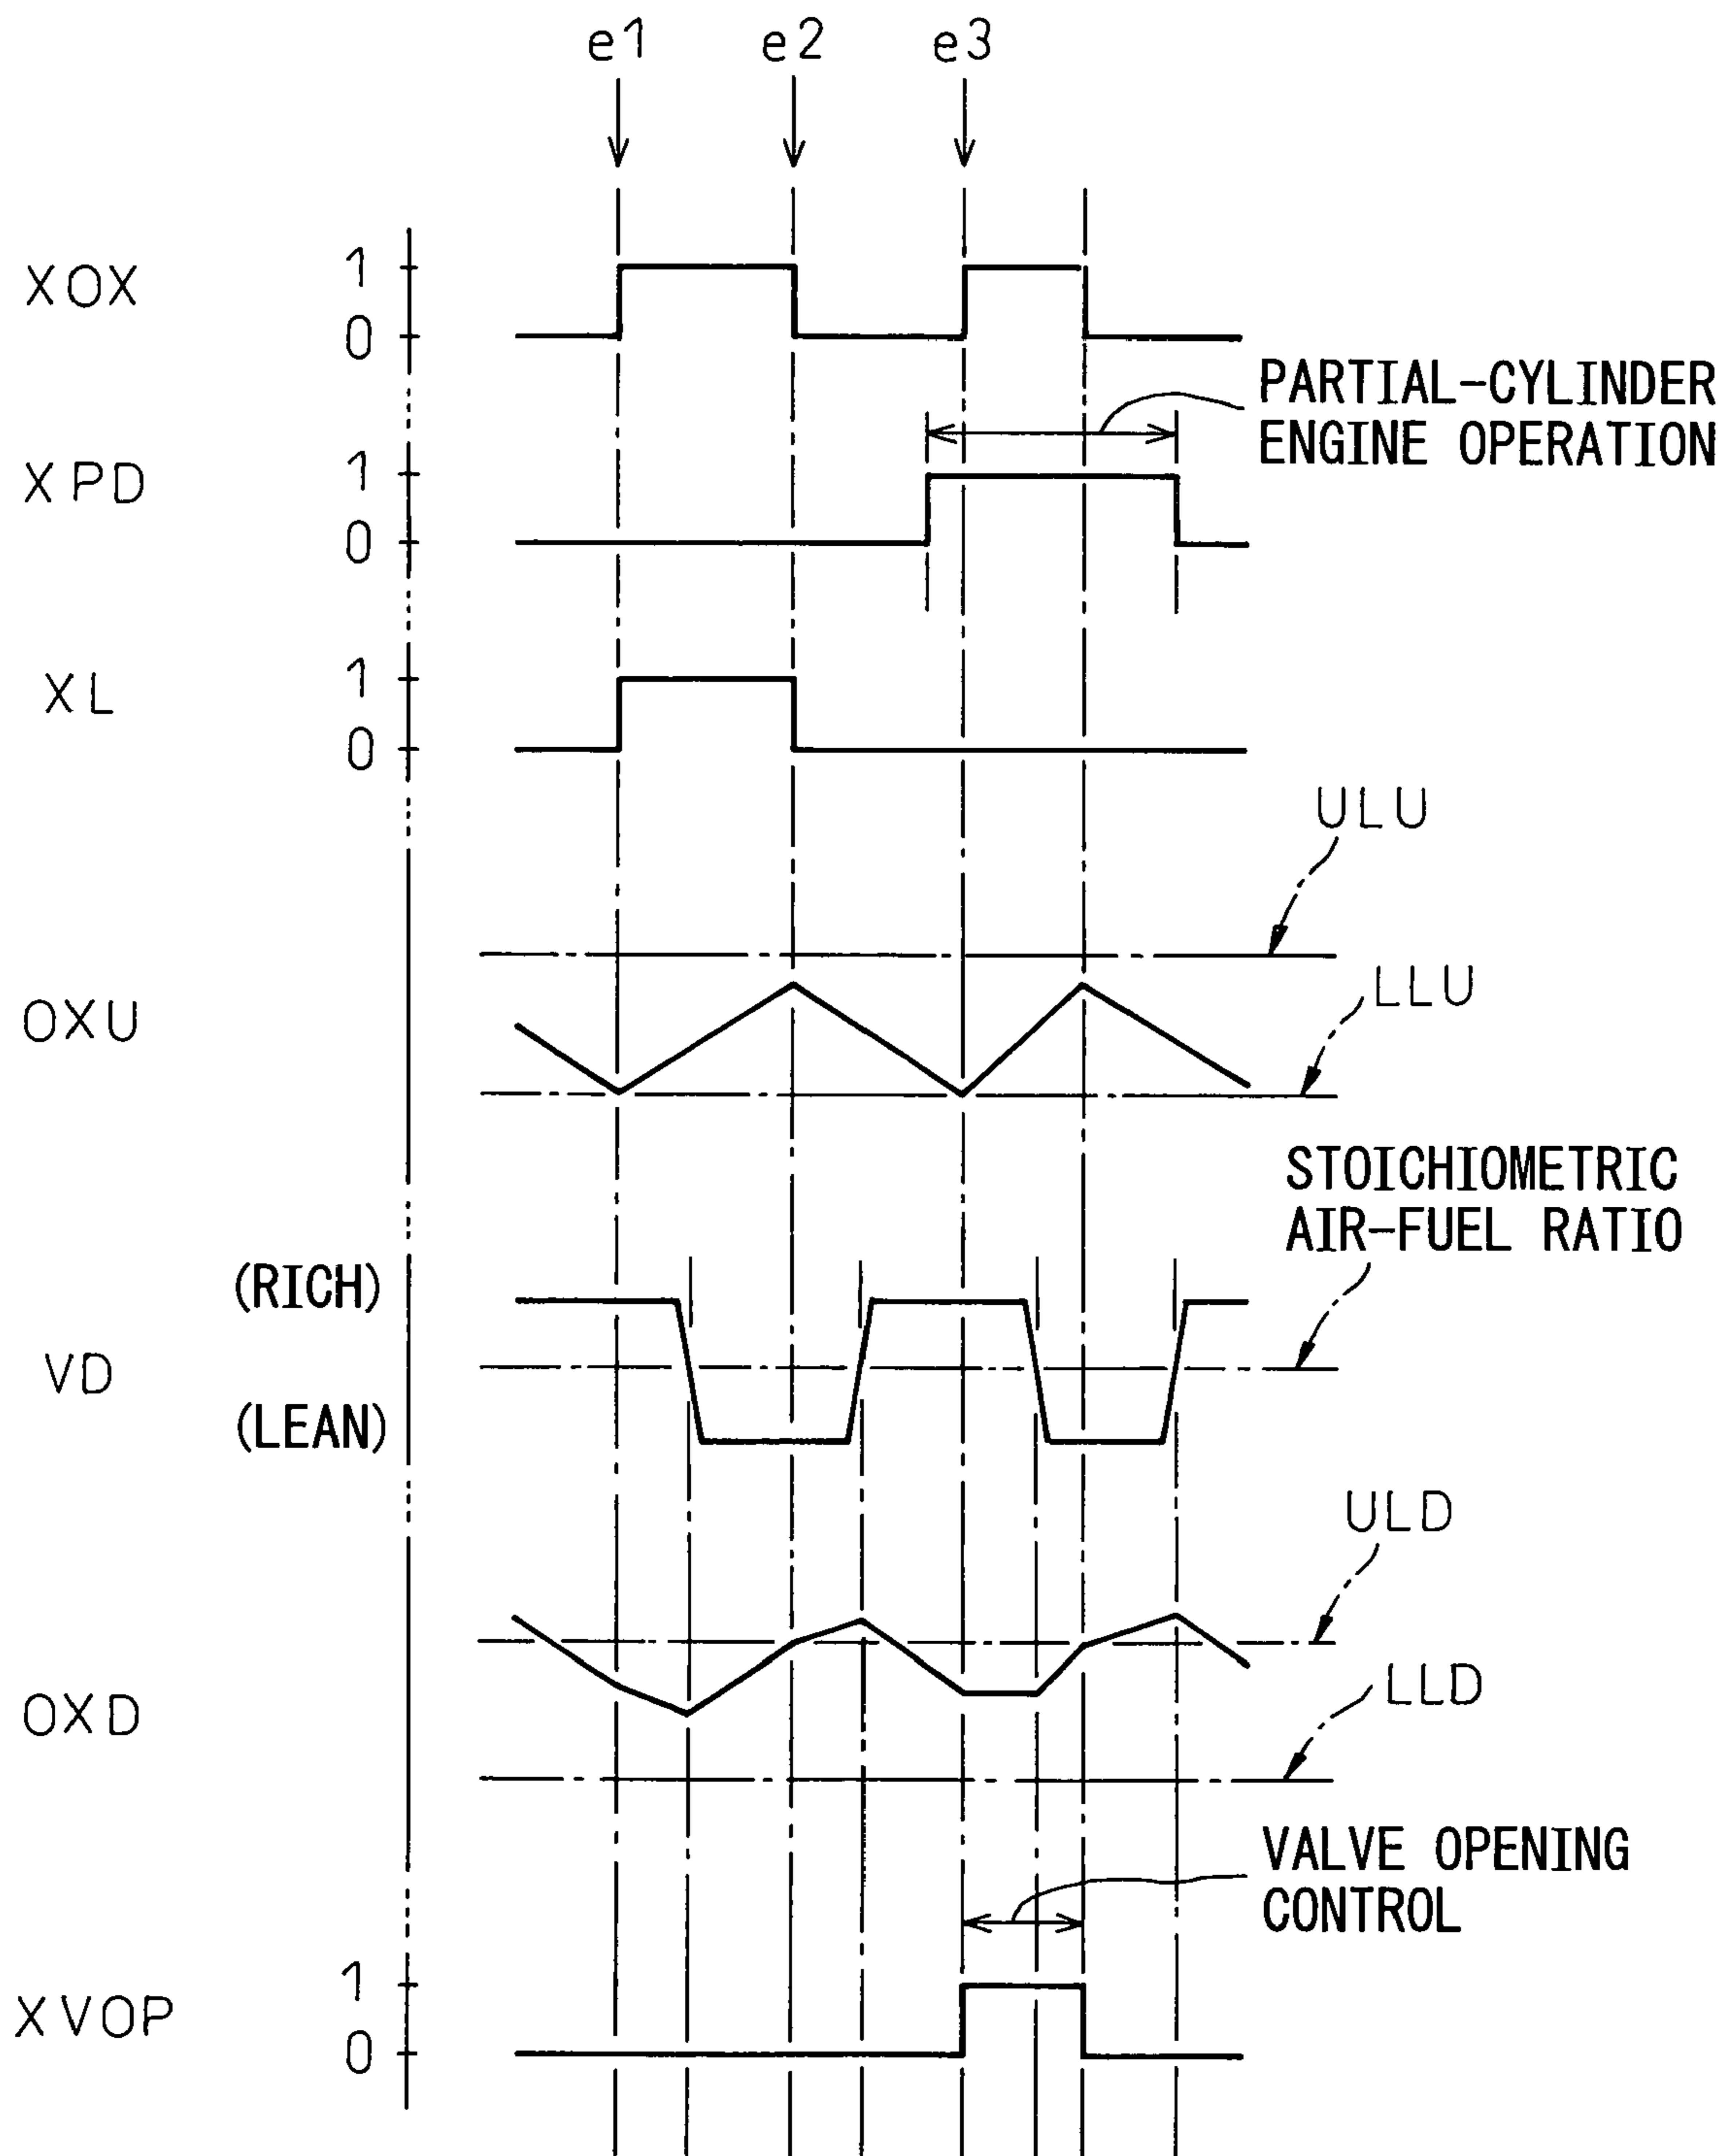 e1 e2 e3
XOX
1
0
PARTIAL-CYLINDER
ENGINE OPERATION
XPD
1
0
XL
1
0
ULU
OXU
LLU
STOICHIOMETRIC
AIR-FUEL RATIO
(RICH)
VD
(LEAN)
ULD
OXD
LLD
VALVE OPENING
CONTROL
XVOP
1
0